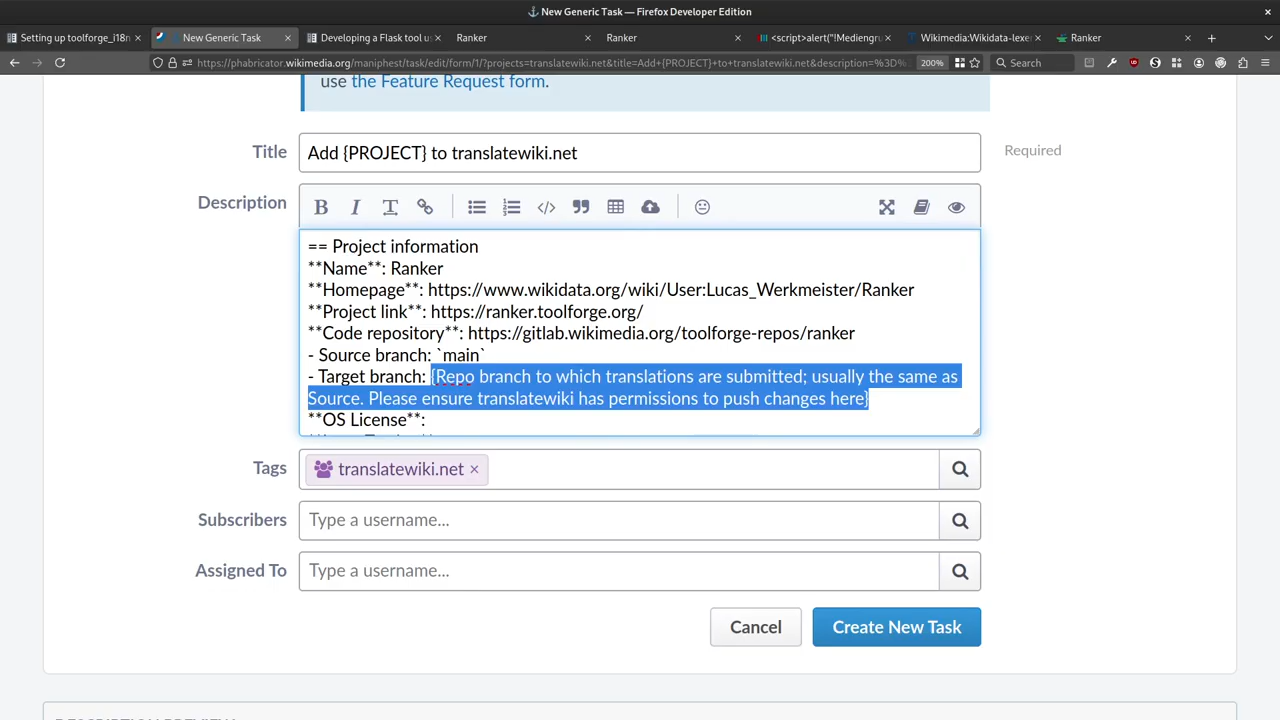 New Generic Task — Firefox Developer Edition
Setting up toolforge_i18n
New Generic Task
Developing a Flask tool u
Ranker
Ranker
<script>alert("!Mediengru
Wikimedia:Wikidata-lexe
Ranker
https://phabricator.wikimedia.org/maniphest/task/edit/form/1/?projects=translatewiki.net&title=Add+{PROJECT}+to+translatewiki.net&description=%3D%
200%
Search
use the Feature Request form.
Title
Add {PROJECT} to translatewiki.net
Required
Description
== Project information
**Name**: Ranker
**Homepage**: https://www.wikidata.org/wiki/User:Lucas_Werkmeister/Ranker
**Project link**: https://ranker.toolforge.org/
**Code repository**: https://gitlab.wikimedia.org/toolforge-repos/ranker
- Source branch: `main`
- Target branch: {Repo branch to which translations are submitted; usually the same as
Source. Please ensure translatewiki has permissions to push changes here}
**OS License**:
Tags
translatewiki.net ×
Subscribers
Type a username...
Assigned To
Type a username...
Cancel
Create New Task